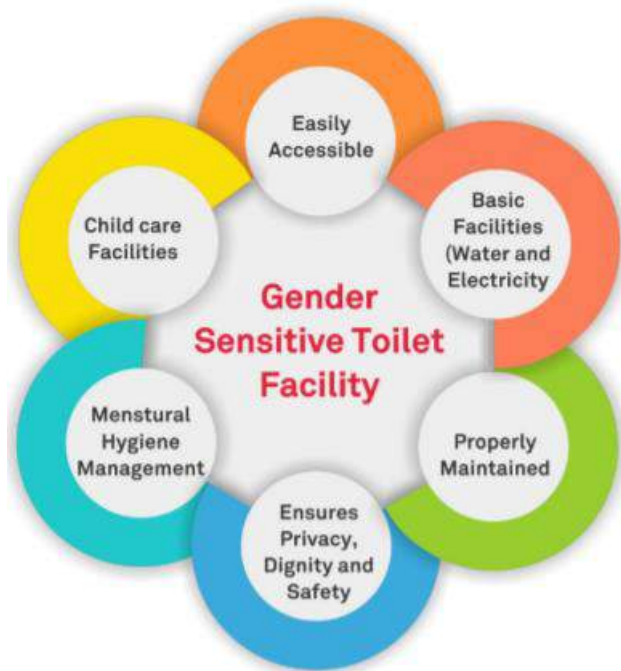 Easily
Accessible
Basic
Facilities
(Water and
Electricity
Properly
Maintained
Ensures
Privacy,
Dignity and
Safety
Menstural
Hygiene
Management
Child care
Facilities
Gender
Sensitive Toilet
Facility